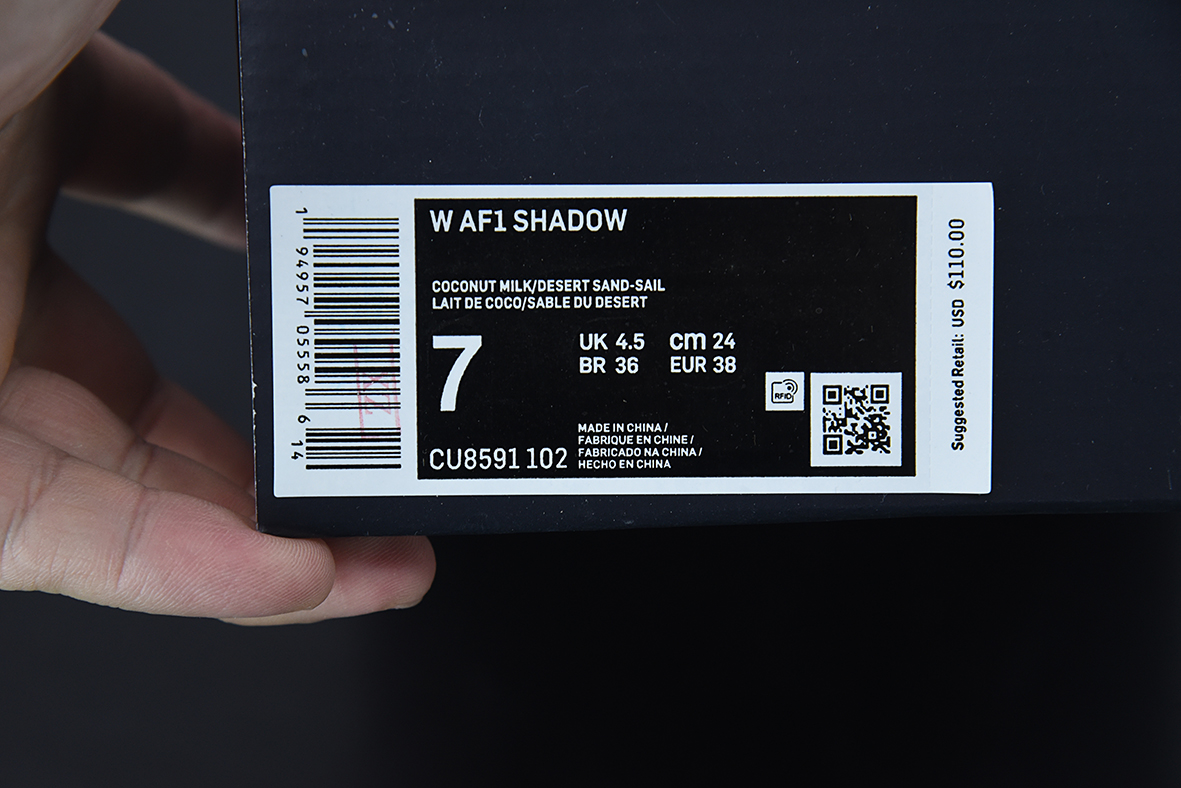 W AF1 SHADOW
COCONUT MILK/DESERT SAND-SAIL
LAIT DE COCO/SABLE DU DESERT
7
UK 4.5 cm 24
BR 36 EUR 38
MADE IN CHINA /
FABRIQUE EN CHINE /
FABRICADO NA CHINA /
HECHO EN CHINA
CU8591 102
RFID
1 94957 05558 6 14
Suggested Retail: USD $110.00